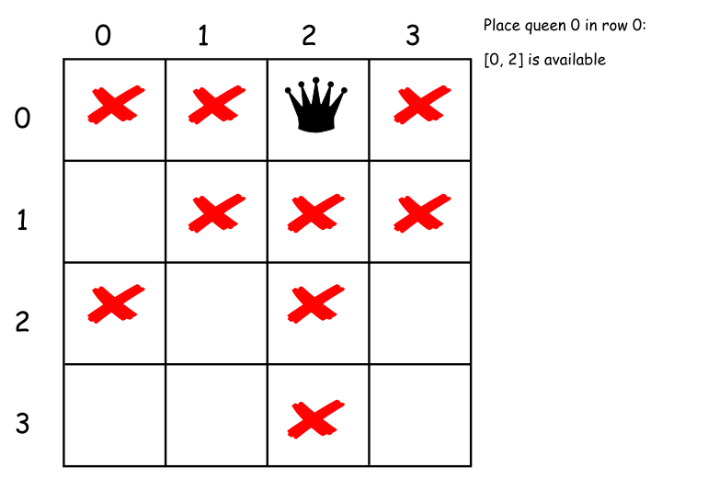 0 1 2 3
Place queen 0 in row 0:
[0, 2] is available
0
1
2
3